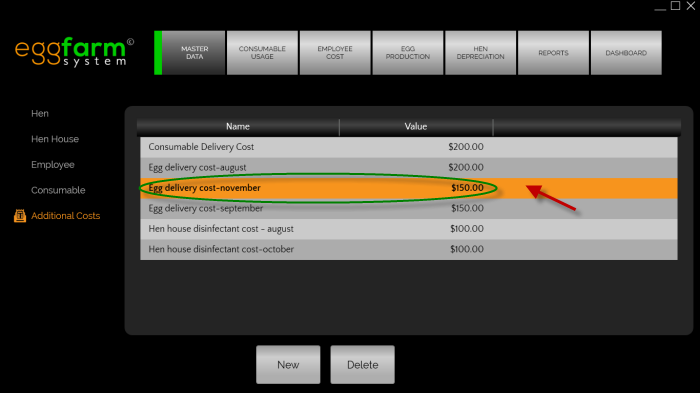 eggfarm©
system
MASTER
DATA
CONSUMABLE
USAGE
EMPLOYEE
COST
EGG
PRODUCTION
HEN
DEPRECIATION
REPORTS
DASHBOARD
Hen
Hen House
Employee
Consumable
Additional Costs
Name Value
Consumable Delivery Cost $200.00
Egg delivery cost-august $200.00
Egg delivery cost-november $150.00
Egg delivery cost-september $150.00
Hen house disinfectant cost - august $100.00
Hen house disinfectant cost-october $100.00
New Delete